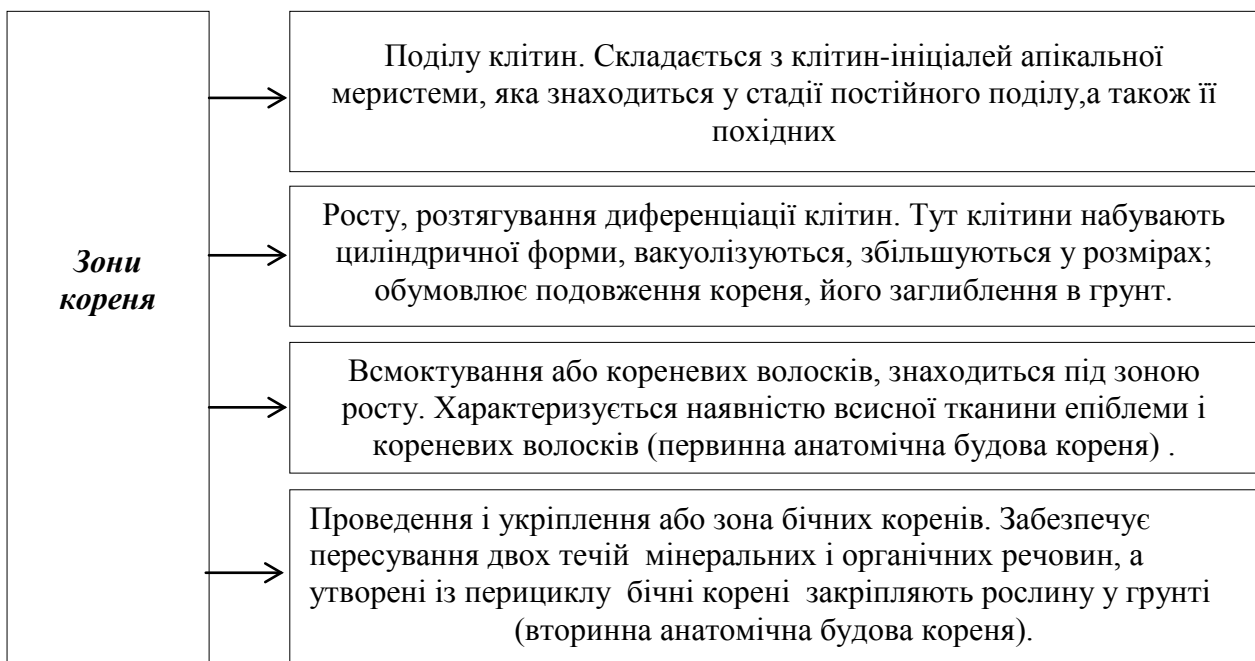 Зони
кореня
Поділу клітин. Складається з клітин-ініціалей апікальної
меристеми, яка знаходиться у стадії постійного поділу,а також її
похідних
Росту, розтягування диференціації клітин. Тут клітини набувають
циліндричної форми, вакуолізуються, збільшуються у розмірах;
обумовлює подовження кореня, його заглиблення в грунт.
Всмоктування або кореневих волосків, знаходиться під зоною
росту. Характеризується наявністю всисної тканини епіблеми і
кореневих волосків (первинна анатомічна будова кореня) .
Проведення і укріплення або зона бічних коренів. Забезпечує
пересування двох течій мінеральних і органічних речовин, а
утворені із перициклу бічні корені закріпляють рослину у грунті
(вторинна анатомічна будова кореня).